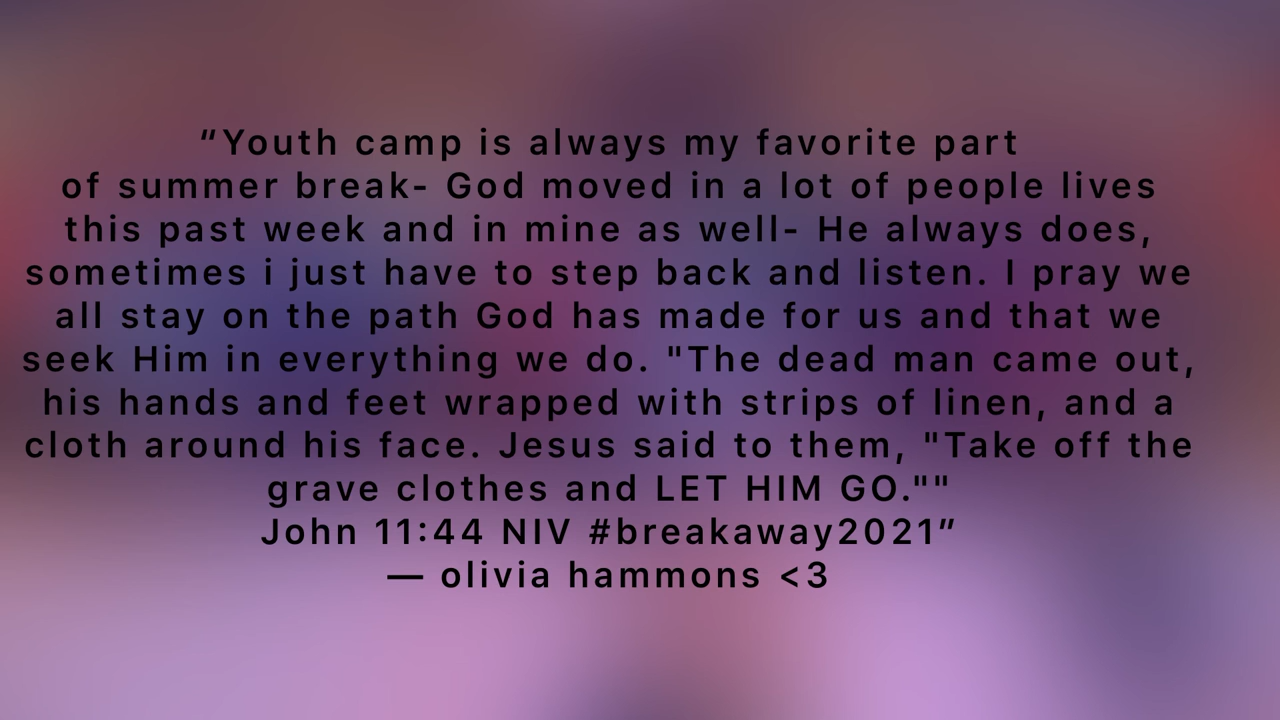 “Youth camp is always my favorite part
of summer break- God moved in a lot of people lives
this past week and in mine as well- He always does,
sometimes i just have to step back and listen. I pray we
all stay on the path God has made for us and that we
seek Him in everything we do. "The dead man came out,
his hands and feet wrapped with strips of linen, and a
cloth around his face. Jesus said to them, "Take off the
grave clothes and LET HIM GO.""
John 11:44 NIV #breakaway2021”
— olivia hammons <3